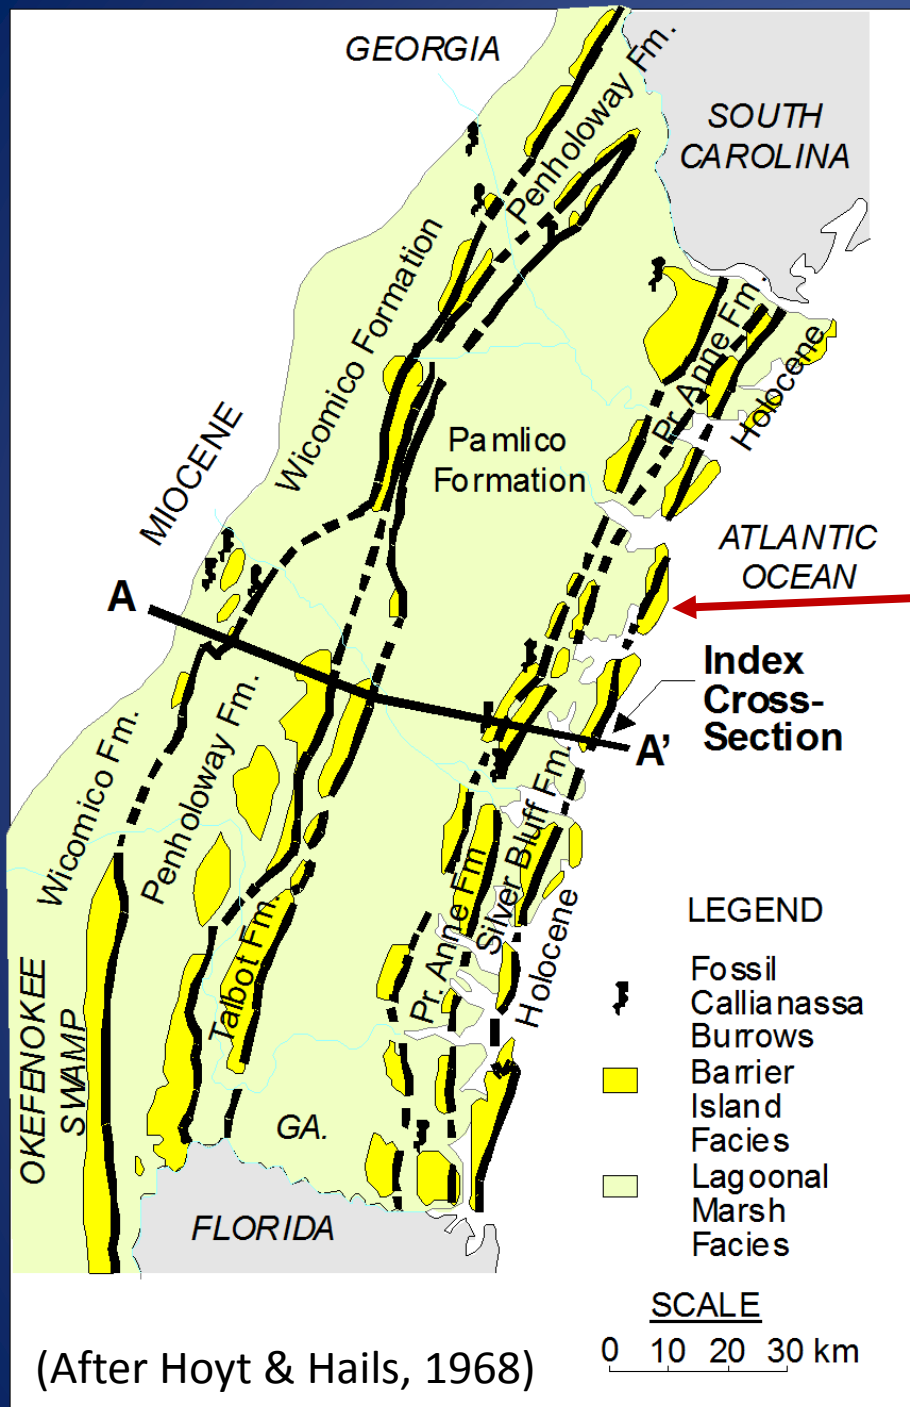 GEORGIA
SOUTH
CAROLINA
Penholoway Fm.
Wicomico Formation
Pr. Anne Fm.
Holocene
MIOCENE
Pamlico
Formation
ATLANTIC
OCEAN
A
Index
Cross-
Section
A'
Wicomico Fm.
Penholoway Fm.
Talbot Fm.
Pr. Anne Fm
Silver Bluff Fm.
Holocene
OKEFENOKEE
SWAMP
GA.
FLORIDA
LEGEND
Fossil
Callianassa
Burrows
Barrier
Island
Facies
Lagoonal
Marsh
Facies
SCALE
0 10 20 30 km
(After Hoyt & Hails, 1968)